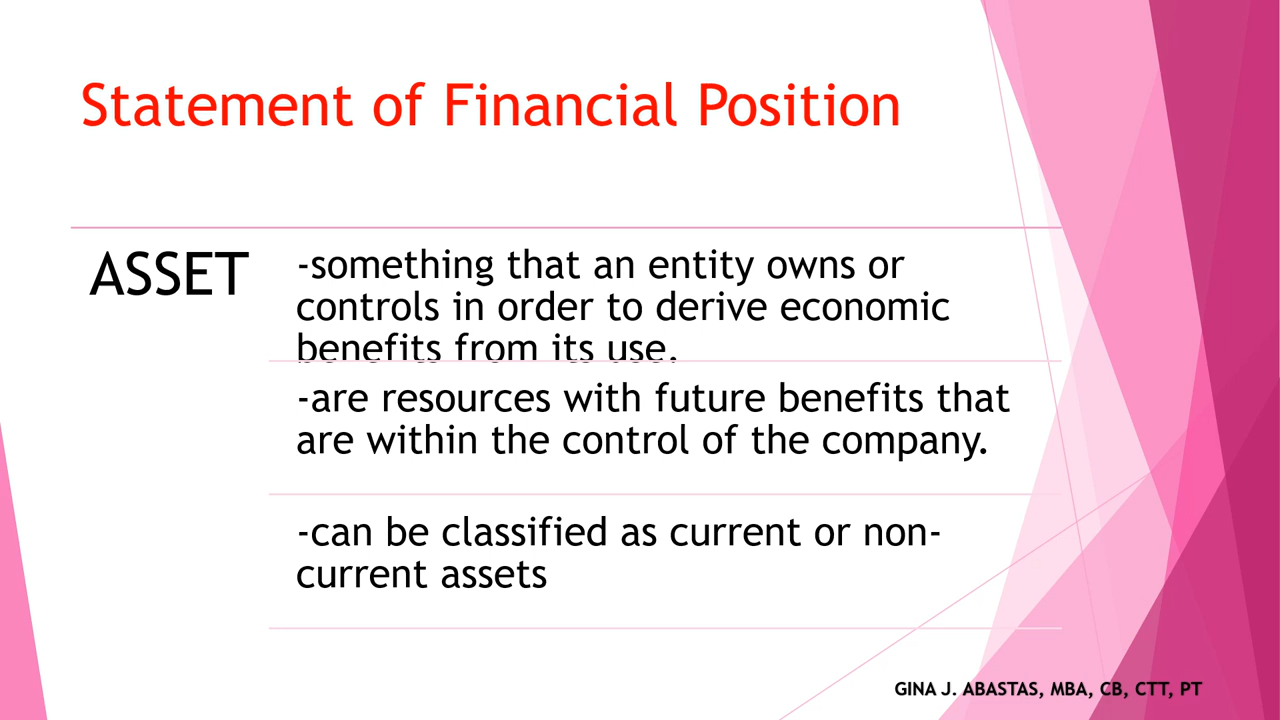 Statement of Financial Position
ASSET
-something that an entity owns or
controls in order to derive economic
benefits from its use.
-are resources with future benefits that
are within the control of the company.
-can be classified as current or non-
current assets
GINA J. ABASTAS, MBA, CB, CTT, PT